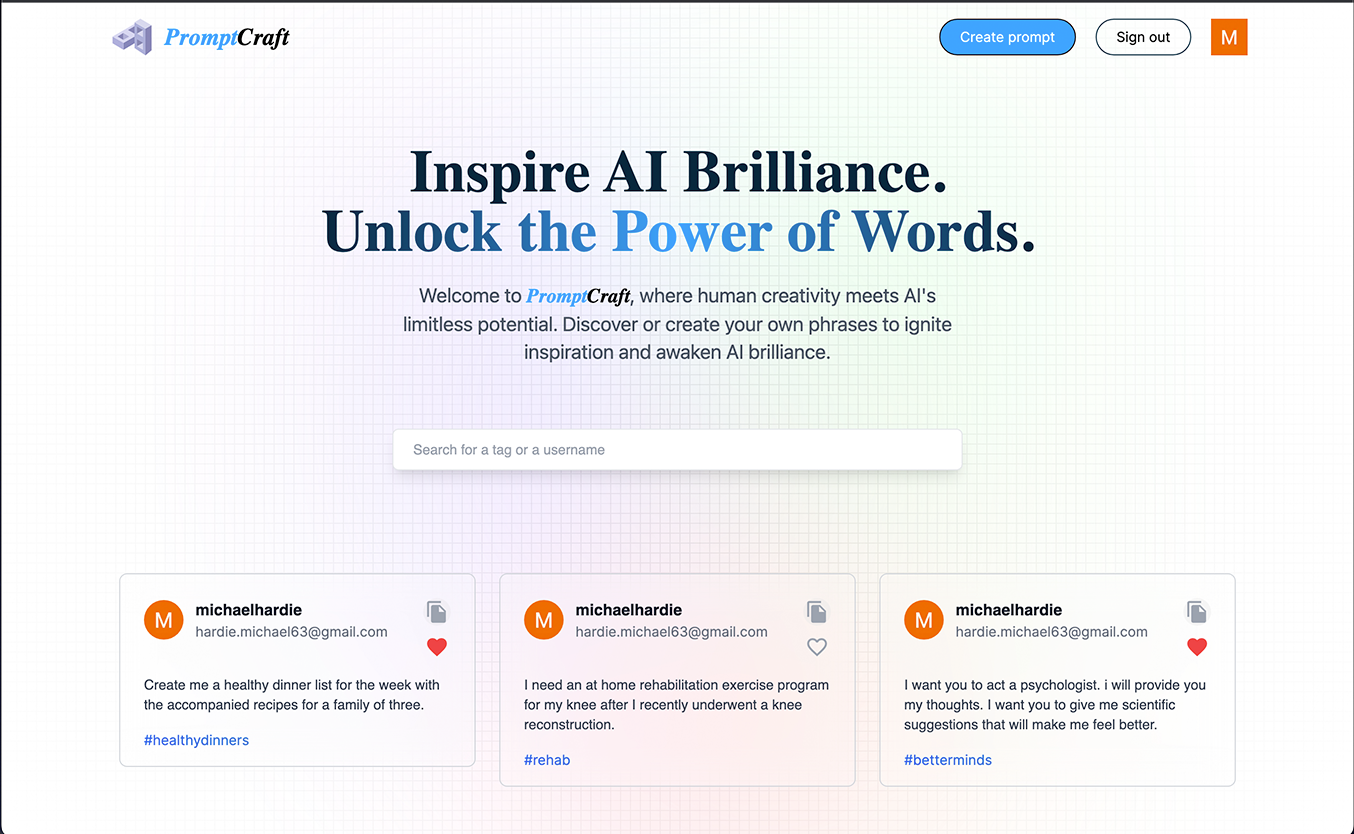 PromptCraft
Create prompt
Sign out
M
Inspire AI Brilliance.
Unlock the Power of Words.
Welcome to PromptCraft, where human creativity meets AI's
limitless potential. Discover or create your own phrases to ignite
inspiration and awaken AI brilliance.
Search for a tag or a username
M
michaelhardie
hardie.michael63@gmail.com
Create me a healthy dinner list for the week with
the accompanied recipes for a family of three.
#healthydinners
M
michaelhardie
hardie.michael63@gmail.com
I need an at home rehabilitation exercise program
for my knee after I recently underwent a knee
reconstruction.
#rehab
M
michaelhardie
hardie.michael63@gmail.com
I want you to act a psychologist. i will provide you
my thoughts. I want you to give me scientific
suggestions that will make me feel better.
#betterminds